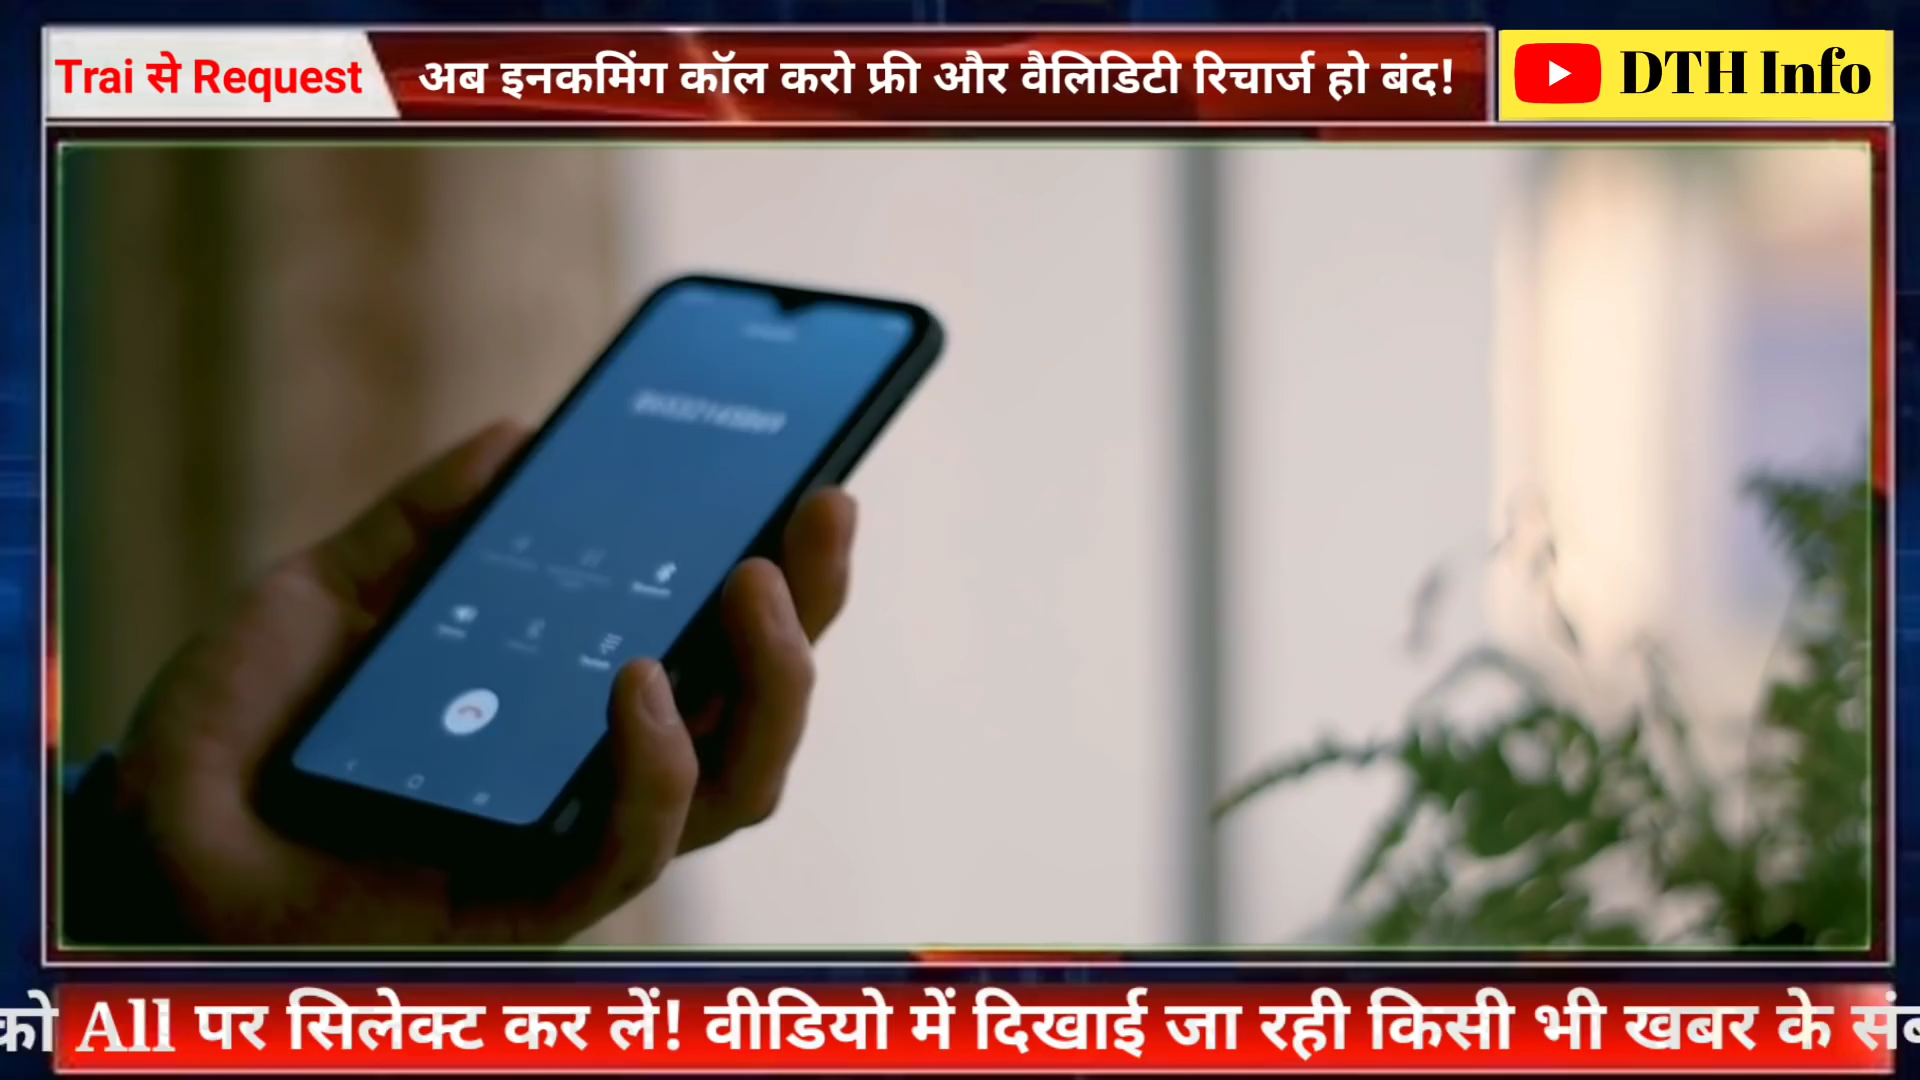 Trai से Request
अब इनकमिंग कॉल करो फ्री और वैलिडिटी रिचार्ज हो बंद!
DTH Info
को All पर सिलेक्ट कर लें! वीडियो में दिखाई जा रही किसी भी खबर के